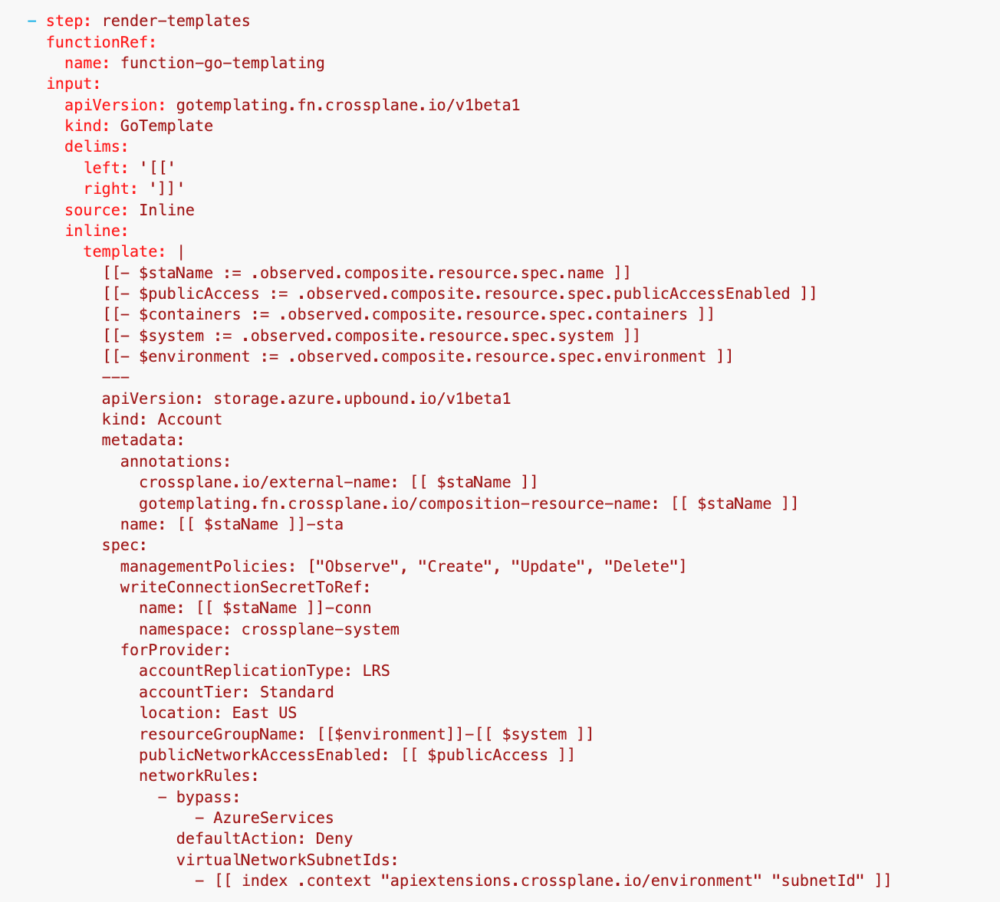 - step: render-templates
  functionRef:
    name: function-go-templating
  input:
    apiVersion: gotemplating.fn.crossplane.io/v1beta1
    kind: GoTemplate
    delims:
      left: '[['
      right: ']]'
    source: Inline
    inline:
      template: |
        [[- $staName := .observed.composite.resource.spec.name ]]
        [[- $publicAccess := .observed.composite.resource.spec.publicAccessEnabled ]]
        [[- $containers := .observed.composite.resource.spec.containers ]]
        [[- $system := .observed.composite.resource.spec.system ]]
        [[- $environment := .observed.composite.resource.spec.environment ]]
        ---
        apiVersion: storage.azure.upbound.io/v1beta1
        kind: Account
        metadata:
          annotations:
            crossplane.io/external-name: [[ $staName ]]
            gotemplating.fn.crossplane.io/composition-resource-name: [[ $staName ]]
          name: [[ $staName ]]-sta
        spec:
          managementPolicies: ["Observe", "Create", "Update", "Delete"]
          writeConnectionSecretToRef:
            name: [[ $staName ]]-conn
            namespace: crossplane-system
          forProvider:
            accountReplicationType: LRS
            accountTier: Standard
            location: East US
            resourceGroupName: [[$environment]]-[[ $system ]]
            publicNetworkAccessEnabled: [[ $publicAccess ]]
            networkRules:
              - bypass:
                  - AzureServices
                defaultAction: Deny
                virtualNetworkSubnetIds:
                  - [[ index .context "apiextensions.crossplane.io/environment" "subnetId" ]]